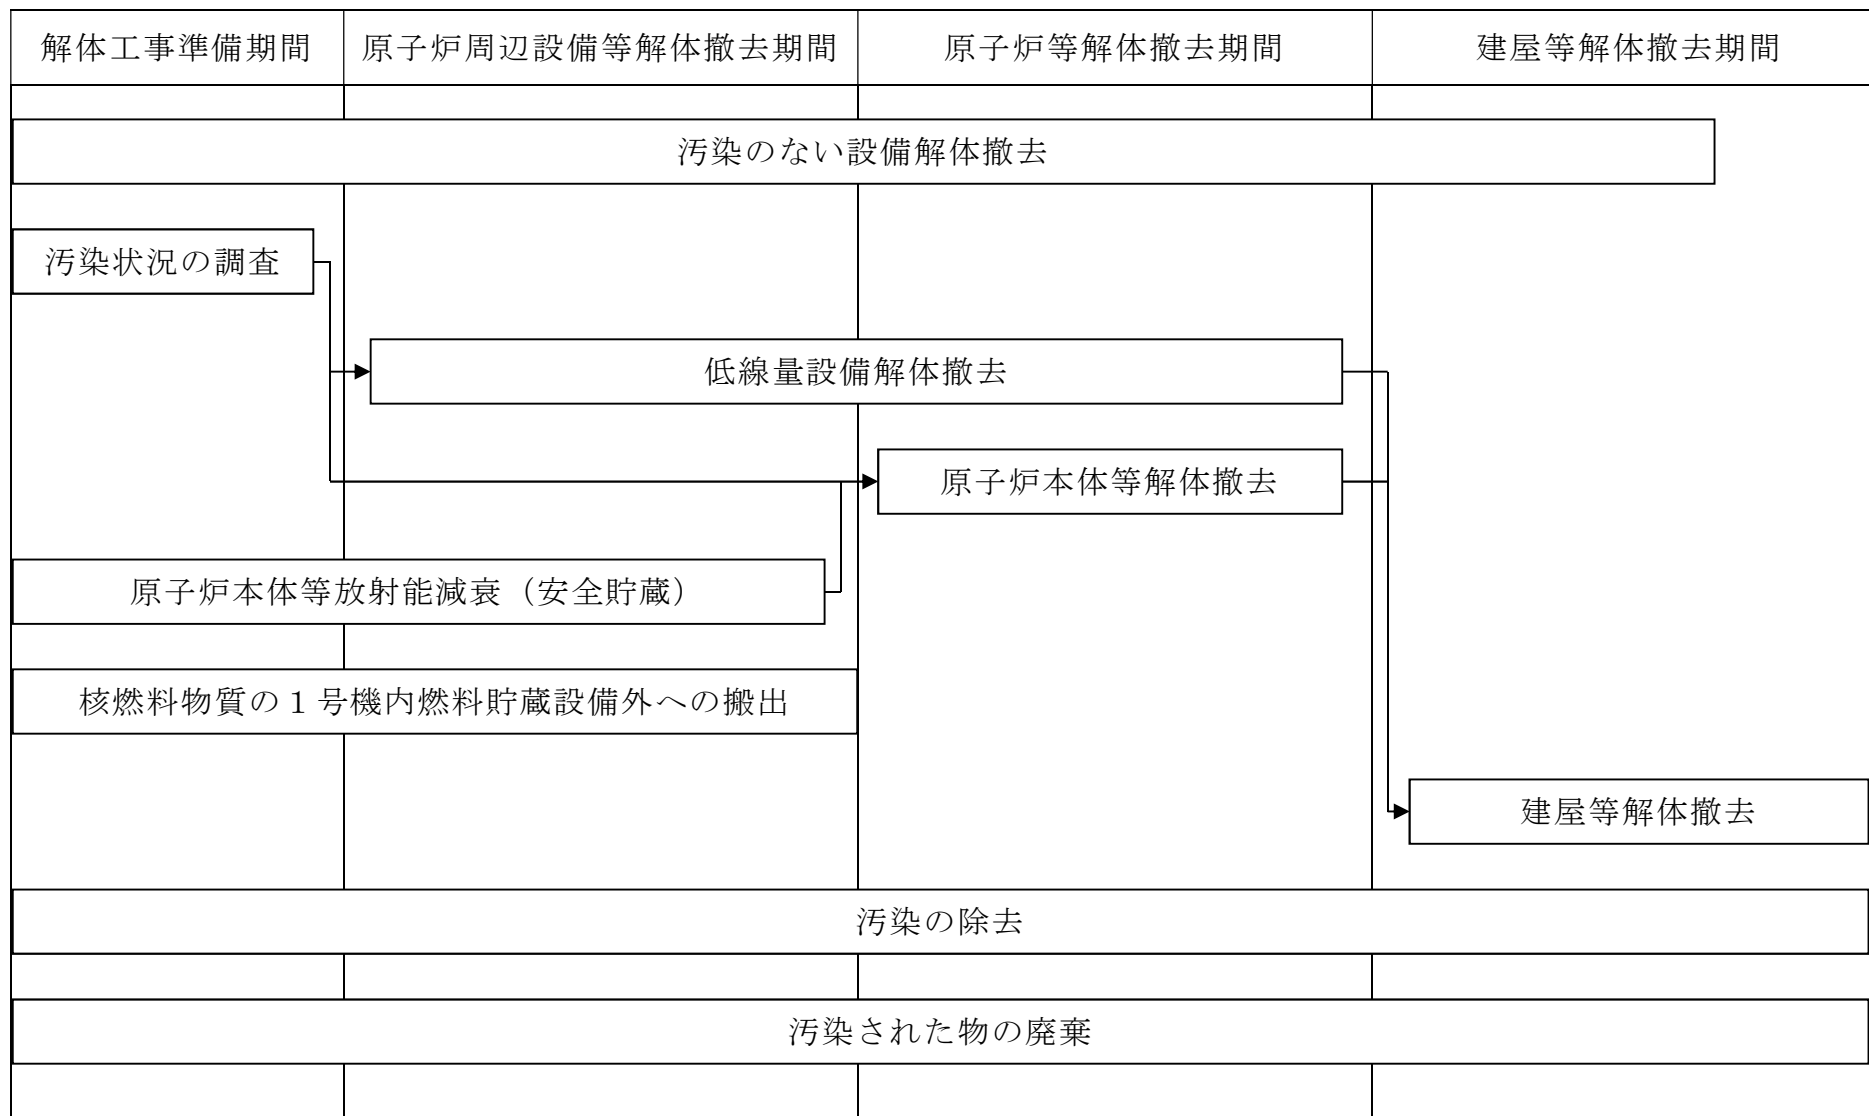 解体工事準備期間
原子炉周辺設備等解体撤去期間
原子炉等解体撤去期間
建屋等解体撤去期間
汚染のない設備解体撤去
汚染状況の調査
低線量設備解体撤去
原子炉本体等解体撤去
原子炉本体等放射能減衰（安全貯蔵）
核燃料物質の１号機内燃料貯蔵設備外への搬出
建屋等解体撤去
汚染の除去
汚染された物の廃棄